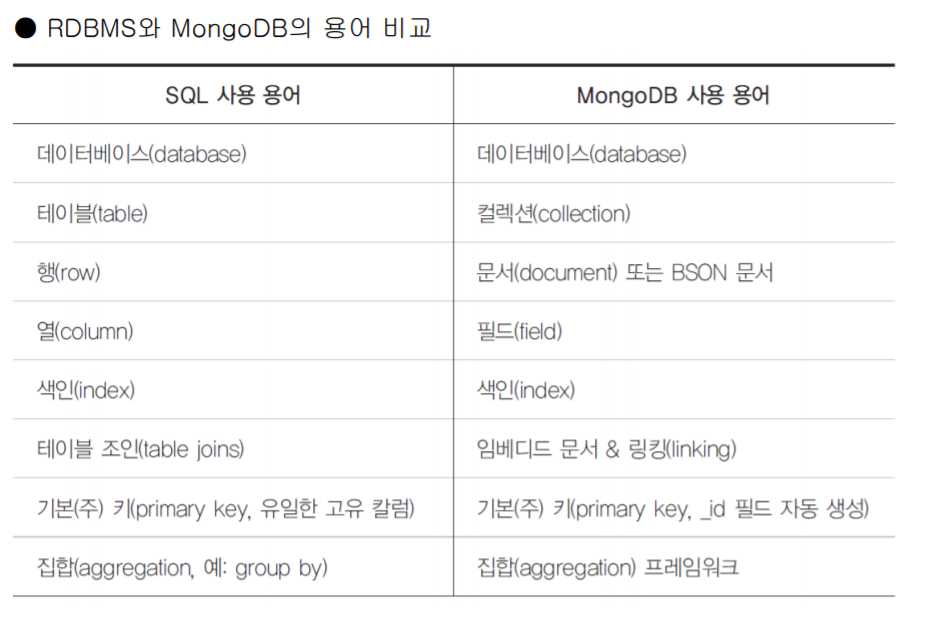 ● RDBMS와 MongoDB의 용어 비교
SQL 사용 용어 MongoDB 사용 용어
데이터베이스(database) 데이터베이스(database)
테이블(table) 컬렉션(collection)
행(row) 문서(document) 또는 BSON 문서
열(column) 필드(field)
색인(index) 색인(index)
테이블 조인(table joins) 임베디드 문서 & 링킹(linking)
기본(주) 키(primary key, 유일한 고유 칼럼) 기본(주) 키(primary key, _id 필드 자동 생성)
집합(aggregation, 예: group by) 집합(aggregation) 프레임워크